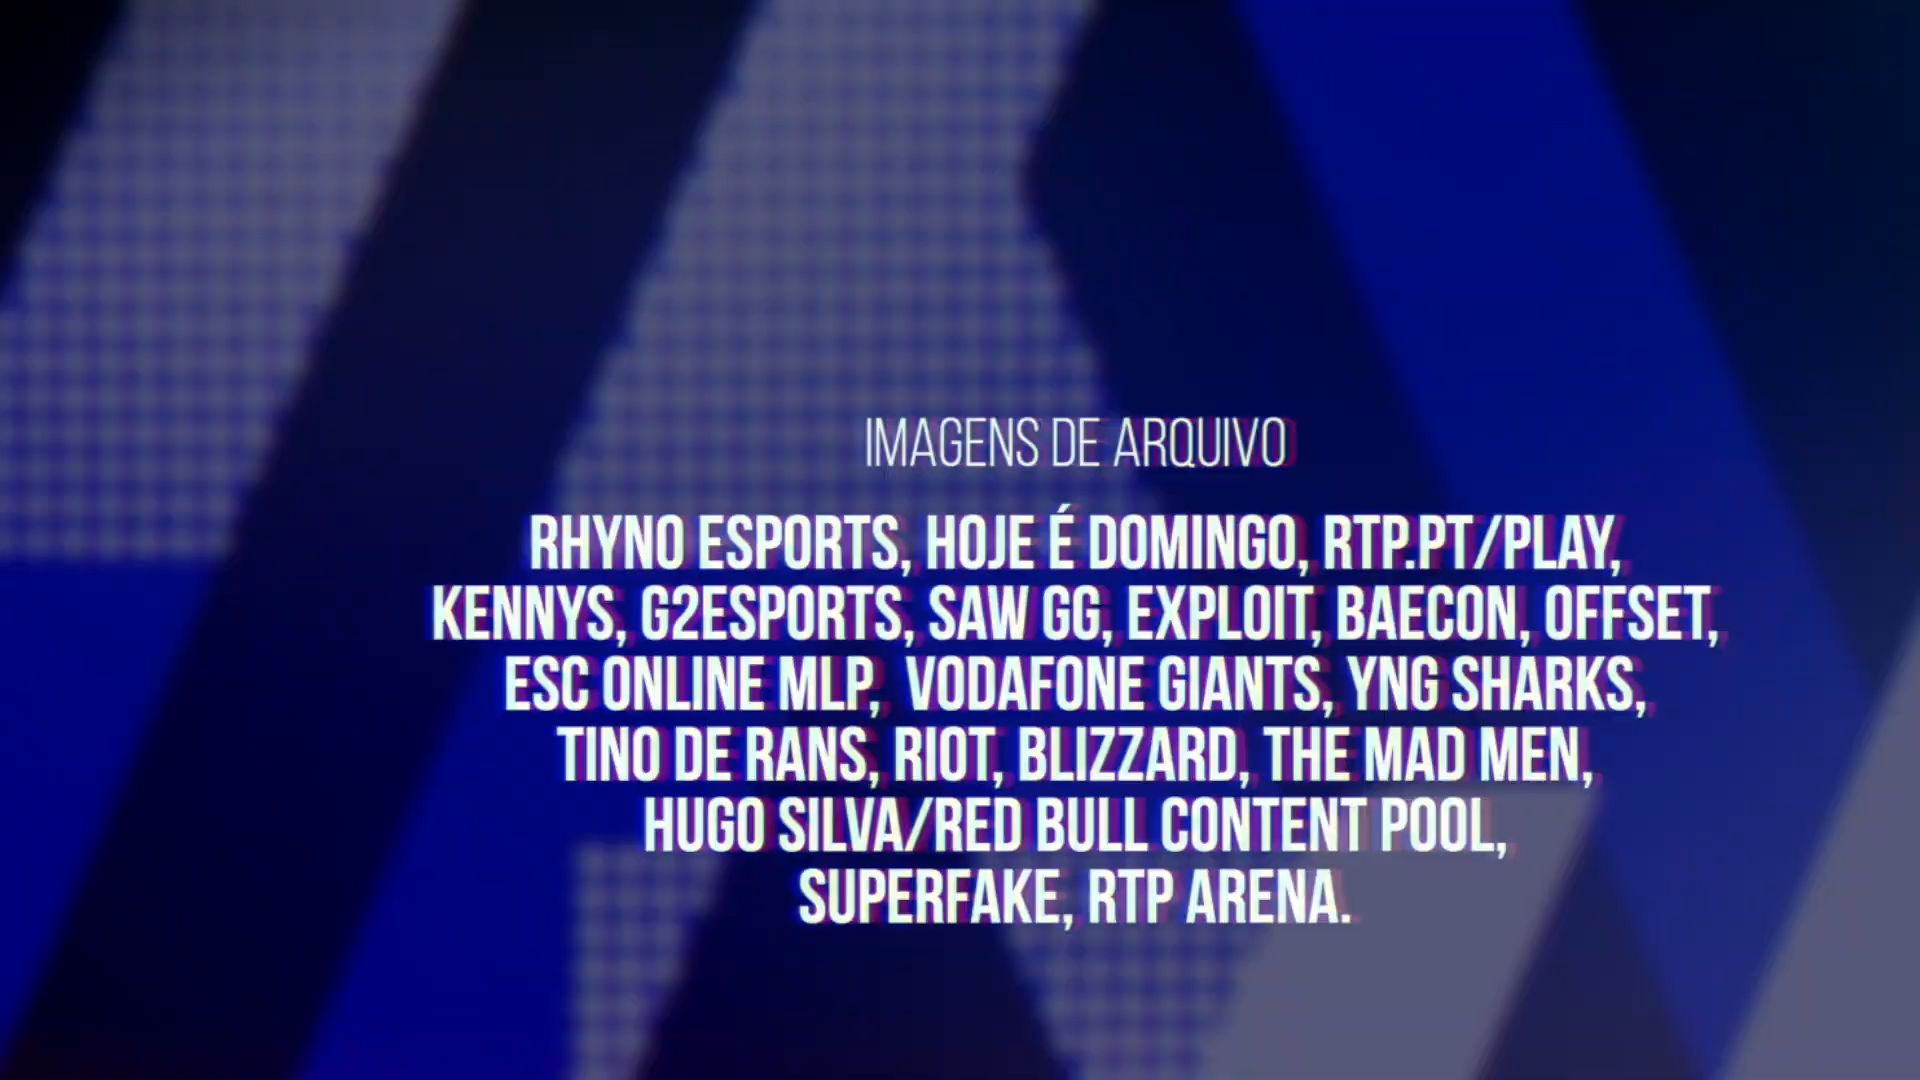 IMAGENS DE ARQUIVO
RHYNO ESPORTS, HOJE É DOMINGO, RTP.PT/PLAY,
KENNYS, G2ESPORTS, SAW GG, EXPLOIT, BAECON, OFFSET,
ESC ONLINE MLP, VODAFONE GIANTS, YNG SHARKS,
TINO DE RANS, RIOT, BLIZZARD, THE MAD MEN,
HUGO SILVA/RED BULL CONTENT POOL,
SUPERFAKE, RTP ARENA.